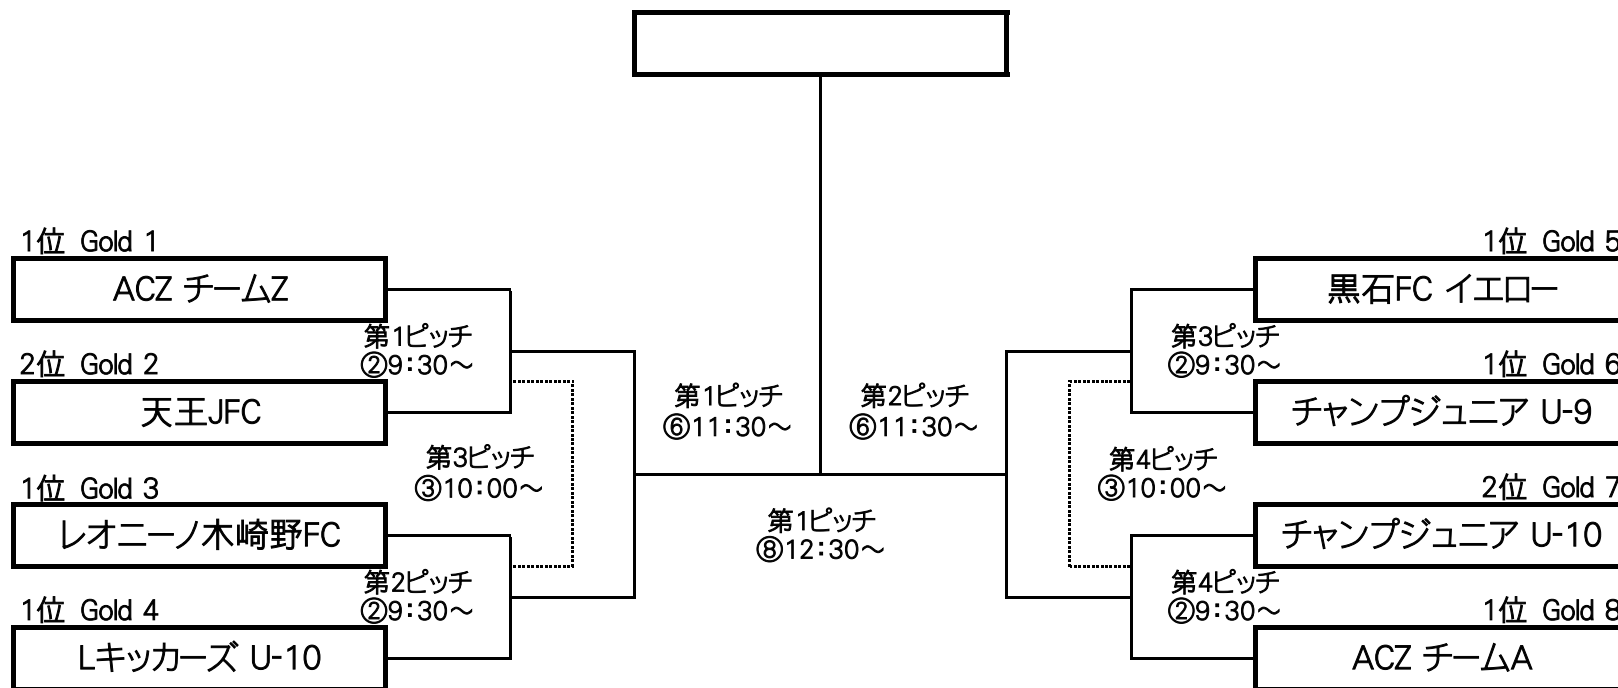 1位 Gold 1
ACZ チームZ
第1ピッチ
②9：30～
2位 Gold 2
天王JFC
第3ピッチ
③10：00～
1位 Gold 3
レオニーノ木崎野FC
第2ピッチ
②9：30～
1位 Gold 4
Lキッカーズ U-10
第1ピッチ
⑥11：30～
第2ピッチ
⑥11：30～
第1ピッチ
⑧12：30～
1位 Gold 5
黒石FC イエロー
第3ピッチ
②9：30～
1位 Gold 6
チャンプジュニア U-9
第4ピッチ
③10：00～
2位 Gold 7
チャンプジュニア U-10
第4ピッチ
②9：30～
1位 Gold 8
ACZ チームA